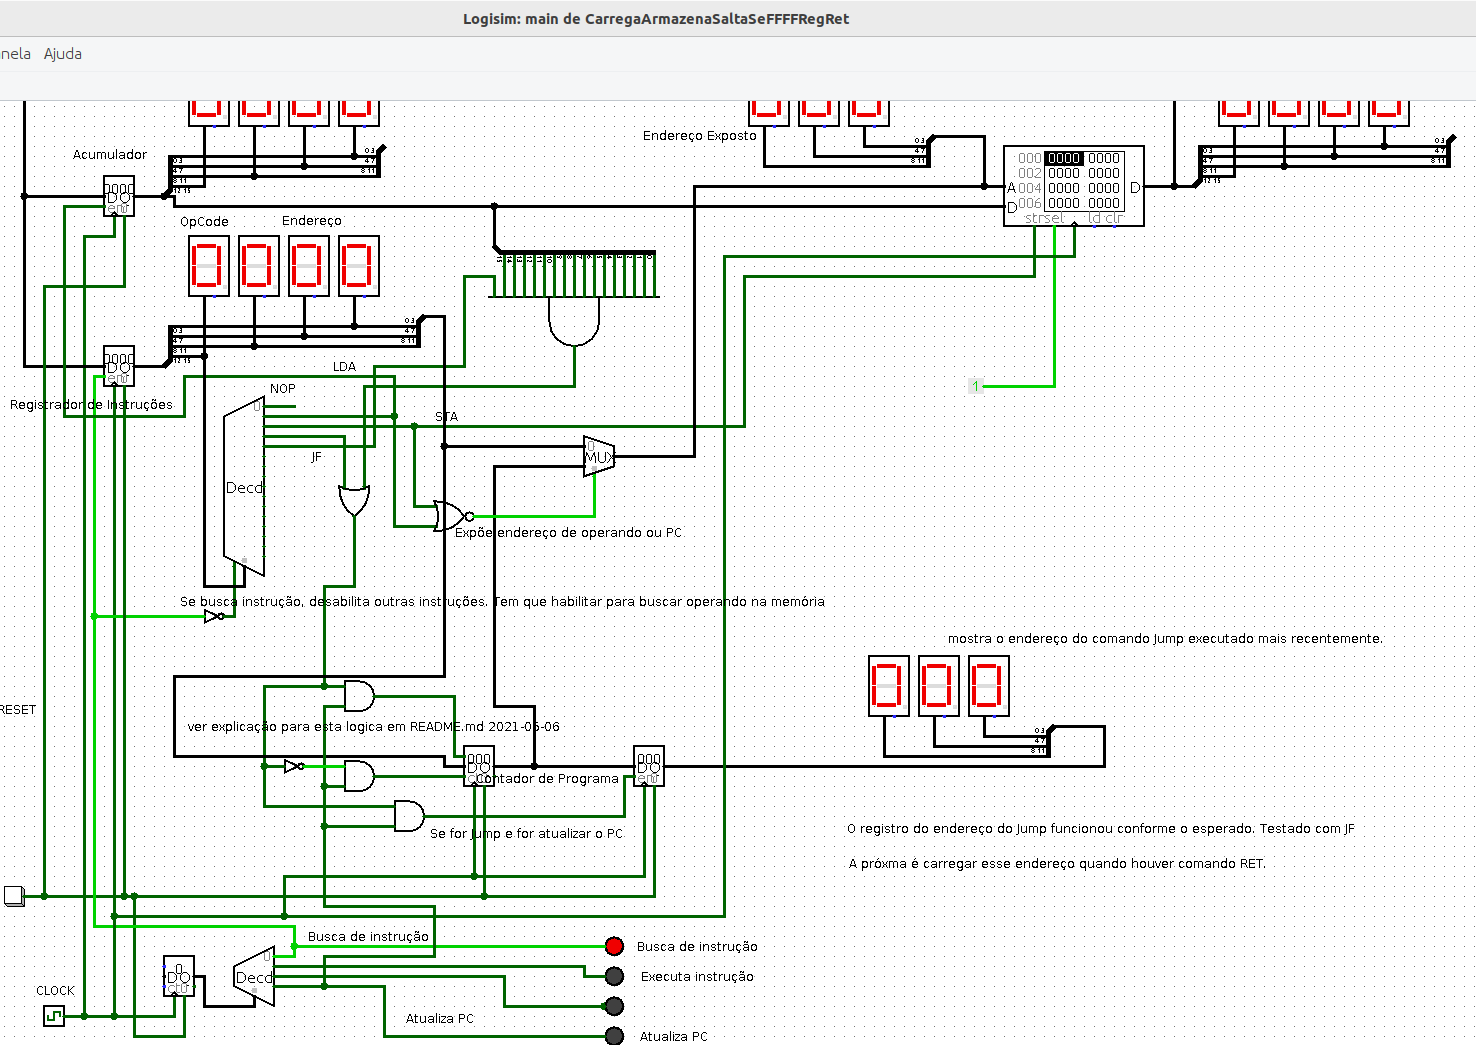 Logisim: main de CarregaArmazenaSaltaSeFFFFRegRet
nela Ajuda
Endereço Exposto
Acumulador
000 0000 0000
002 0000 0000
A 004 0000 0000 D
D 006 0000 0000
str sel ld clr
OpCode Endereço
LDA
NOP
Registrador de Instruções
STA
1
JF
MUX
Decd
Expõe endereço de operando ou PC
Se busca instrução, desabilita outras instruções. Tem que habilitar para buscar operando na memória
mostra o endereço do comando Jump executado mais recentemente.
RESET
ver explicação para esta logica em README.md 2021-05-06
Contador de Programa
Se for Jump e for atualizar o PC
O registro do endereço do Jump funcionou conforme o esperado. Testado com JF
A próxma é carregar esse endereço quando houver comando RET.
Busca de instrução
Busca de instrução
Decd
Executa instrução
CLOCK
Atualiza PC
Atualiza PC